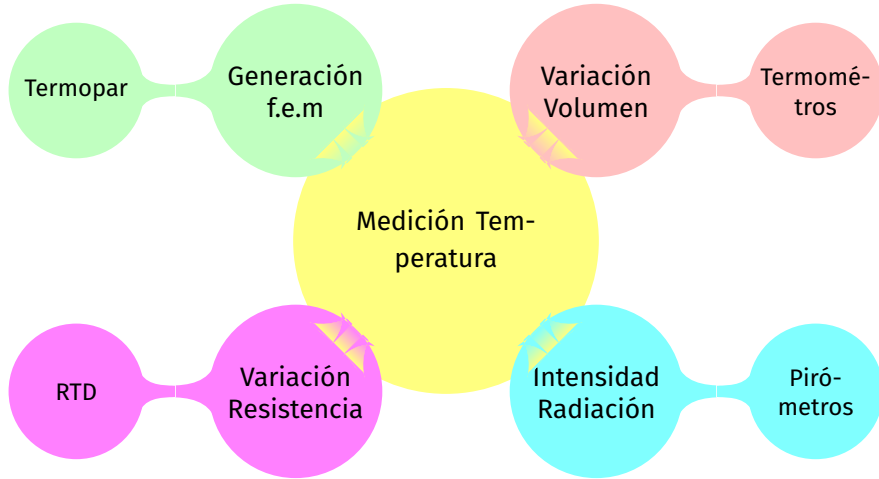 Termopar
Generación
f.e.m
Variación
Volumen
Termomé-
tros
Medición Tem-
peratura
RTD
Variación
Resistencia
Intensidad
Radiación
Piró-
metros